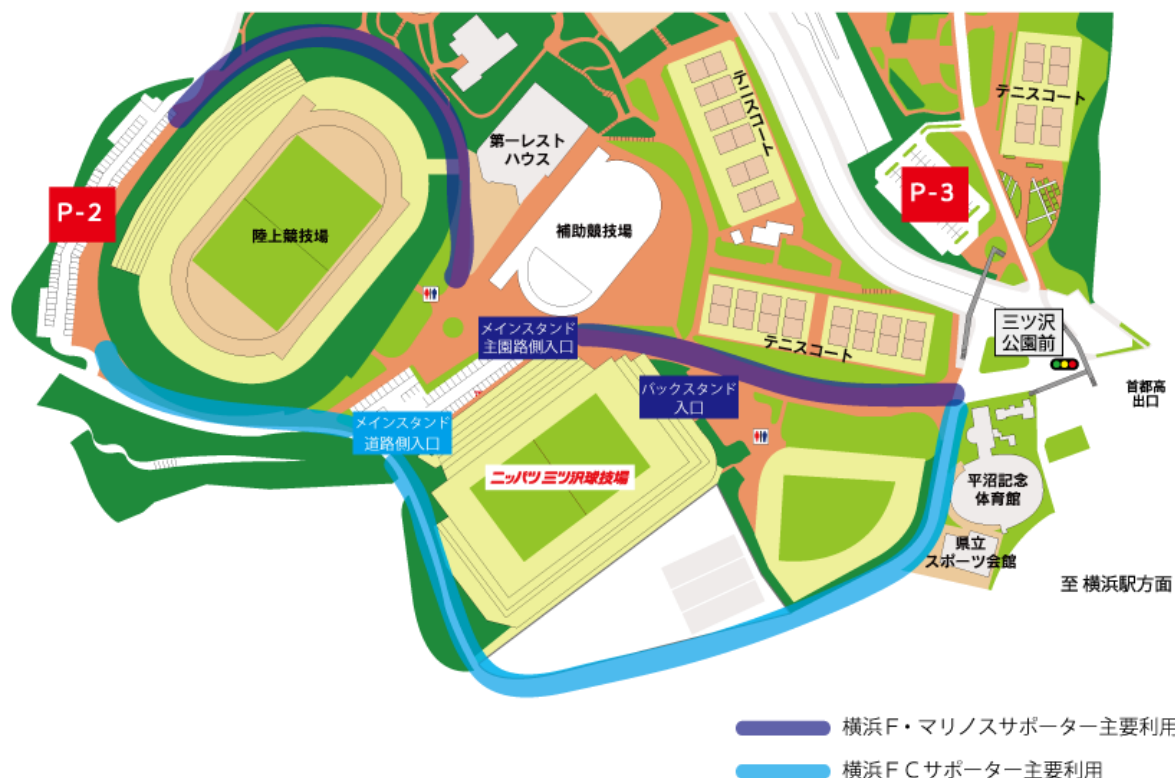 テニスコート
テニスコート
第一レスト
ハウス
P-2
P-3
陸上競技場
補助競技場
メインスタンド
主園路側入口
三ツ沢
公園前
テニスコート
バックスタンド
入口
首都高
出口
メインスタンド
道路側入口
ニッパツ 三ツ沢球技場
平沼記念
体育館
県立
スポーツ会館
至 横浜駅方面
横浜F・マリノスサポーター主要利用
横浜FCサポーター主要利用